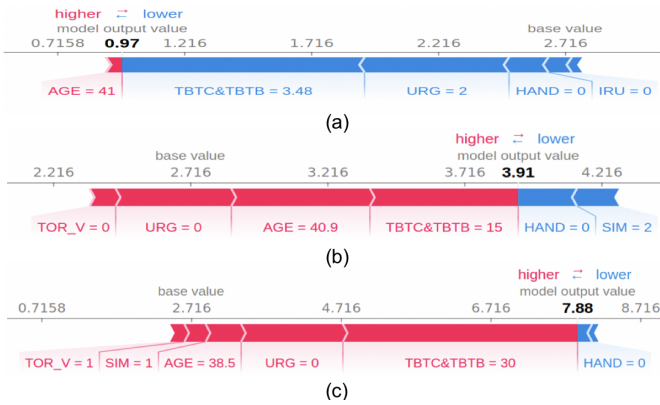 higher ⇄ lower
model output value base value
0.7158 0.97 1.216 1.716 2.216 2.716
AGE = 41 TBTC&TBTB = 3.48 URG = 2 HAND = 0 IRU = 0
(a)
higher ⇄ lower
base value model output value
2.216 2.716 3.216 3.716 3.91 4.216
TOR_V = 0 URG = 0 AGE = 40.9 TBTC&TBTB = 15 HAND = 0 SIM = 2
(b)
higher ⇄ lower
base value model output value
0.7158 2.716 4.716 6.716 7.88 8.716
TOR_V = 1 SIM = 1 AGE = 38.5 URG = 0 TBTC&TBTB = 30 HAND = 0
(c)